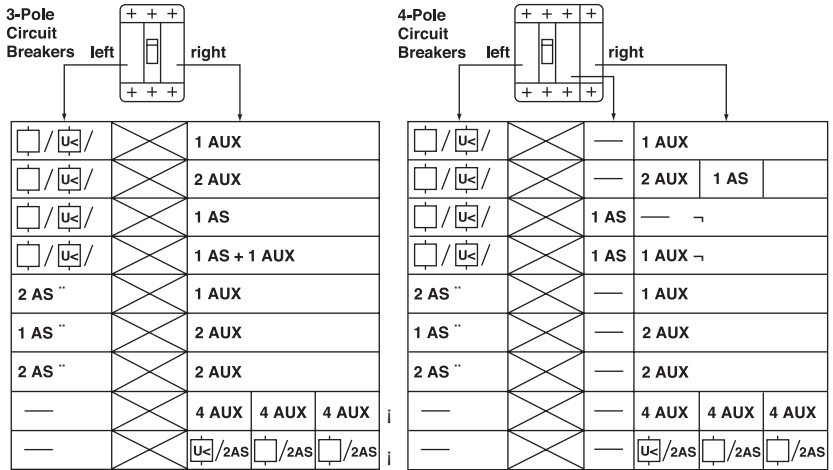 3-Pole
Circuit
Breakers left right
+ + +
+ + +
U< 1 AUX
U< 2 AUX
U< 1 AS
U< 1 AS + 1 AUX
2 AS ¨ 1 AUX
1 AS ¨ 2 AUX
2 AS ¨ 2 AUX
— 4 AUX 4 AUX 4 AUX ¡
— U< /2AS /2AS /2AS ¡
4-Pole
Circuit
Breakers left right
+ + + +
+ + + +
U< — 1 AUX
U< — 2 AUX 1 AS
U< 1 AS — ¬
U< 1 AS 1 AUX ¬
2 AS ¨ — 1 AUX
1 AS ¨ — 2 AUX
2 AS ¨ — 2 AUX
— — 4 AUX 4 AUX 4 AUX
— — U< /2AS /2AS /2AS